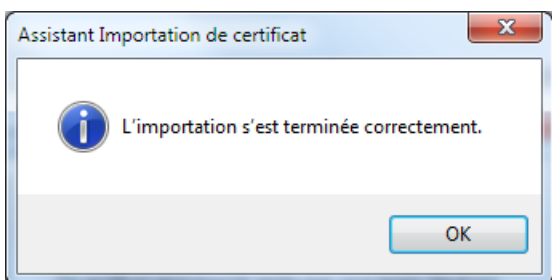 Assistant Importation de certificat
L'importation s'est terminée correctement.
OK